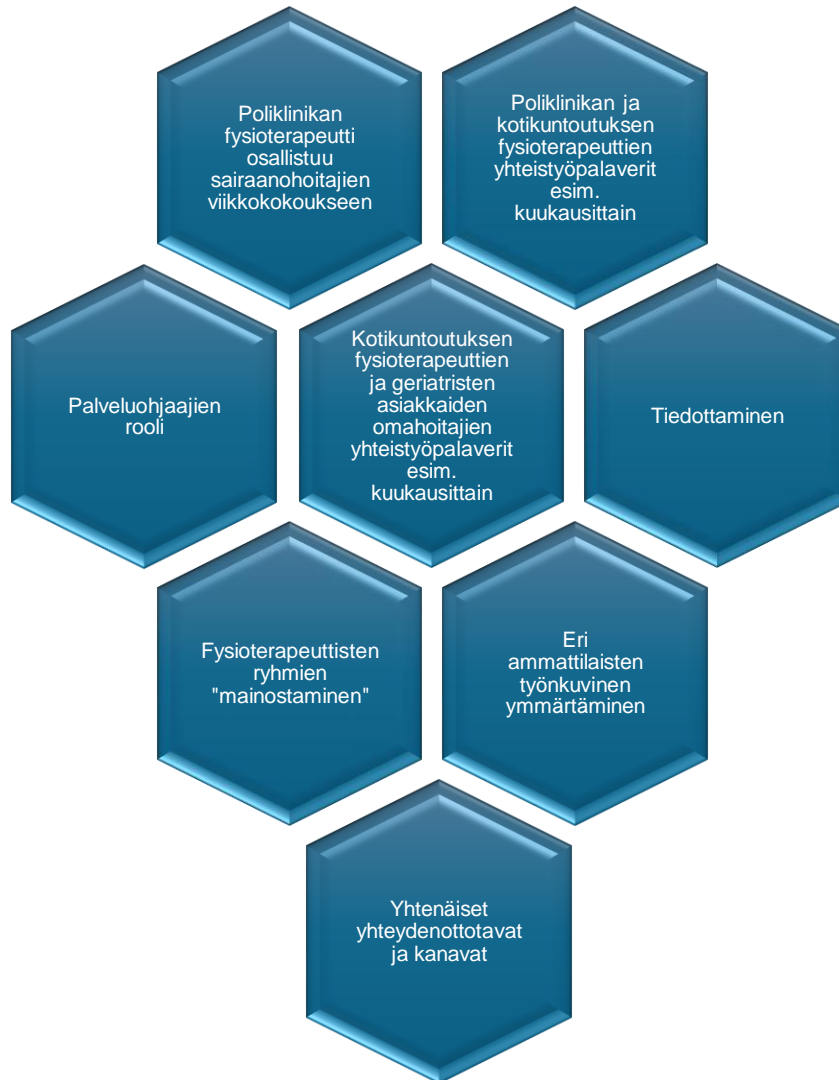 Poliklinikan
fysioterapeutti
osallistuu
sairaanohoitajien
viikkokokoukseen
Poliklinikan ja
kotikuntoutuksen
fysioterapeuttien
yhteistyöpalaverit
esim.
kuukausittain
Palveluohjaajien
rooli
Kotikuntoutuksen
fysioterapeuttien
ja geriatristen
asiakkaiden
omahoitajien
yhteistyöpalaverit
esim.
kuukausittain
Tiedottaminen
Fysioterapeuttisten
ryhmien
"mainostaminen"
Eri
ammattilaisten
työnkuvinen
ymmärtäminen
Yhtenäiset
yhteydenottotavat
ja kanavat